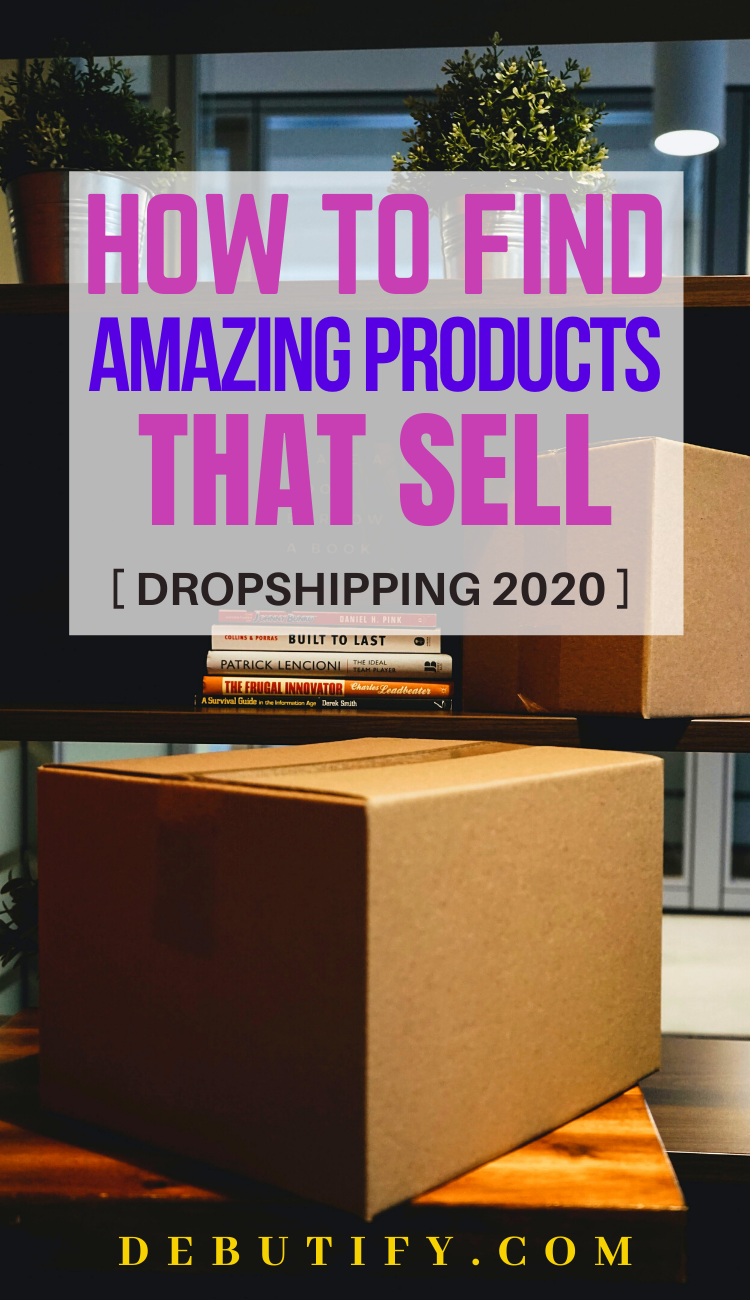 HOW TO FIND
AMAZING PRODUCTS
THAT SELL
[ DROPSHIPPING 2020 ]
A BOOK
DANIEL H. PINK
COLLINS & PORRAS BUILT TO LAST
PATRICK LENCIONI THE IDEAL TEAM PLAYER
THE FRUGAL INNOVATOR Charles Leadbeater
A Survival Guide in the Information Age Derek Smith
DEBUTIFY.COM